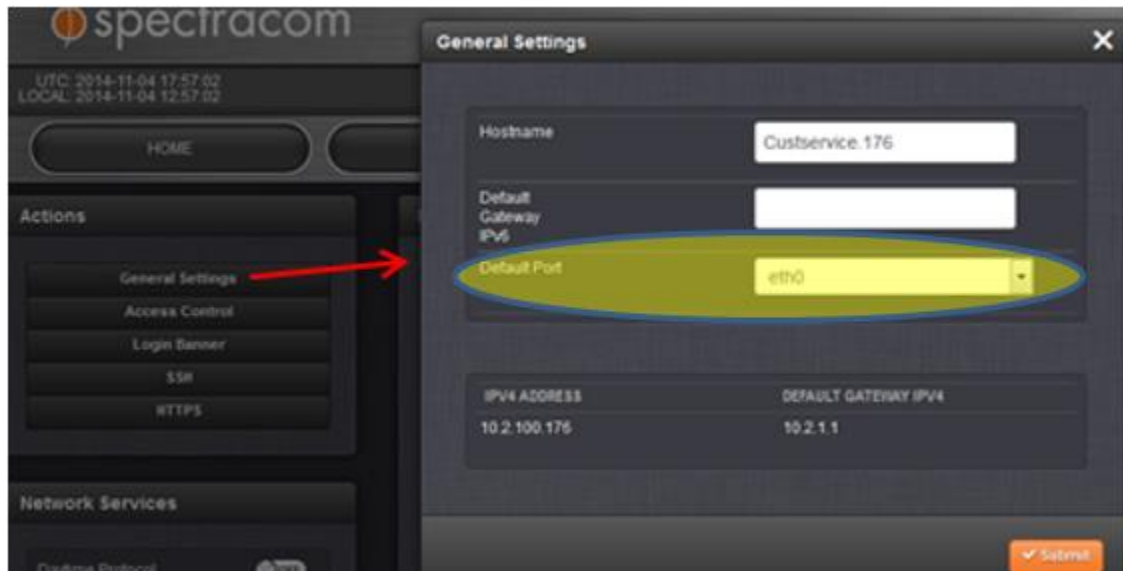 spectracom
UTC: 2014-11-04 17:57:02
LOCAL: 2014-11-04 12:57:02
HOME
Actions
General Settings
Access Control
Login Banner
SSH
HTTPS
Network Services
Daytime Protocol
General Settings
Hostname
Custservice.176
Default
Gateway
IPv6
Default Port
eth0
IPV4 ADDRESS
DEFAULT GATEWAY IPV4
10.2.100.176
10.2.1.1
Submit